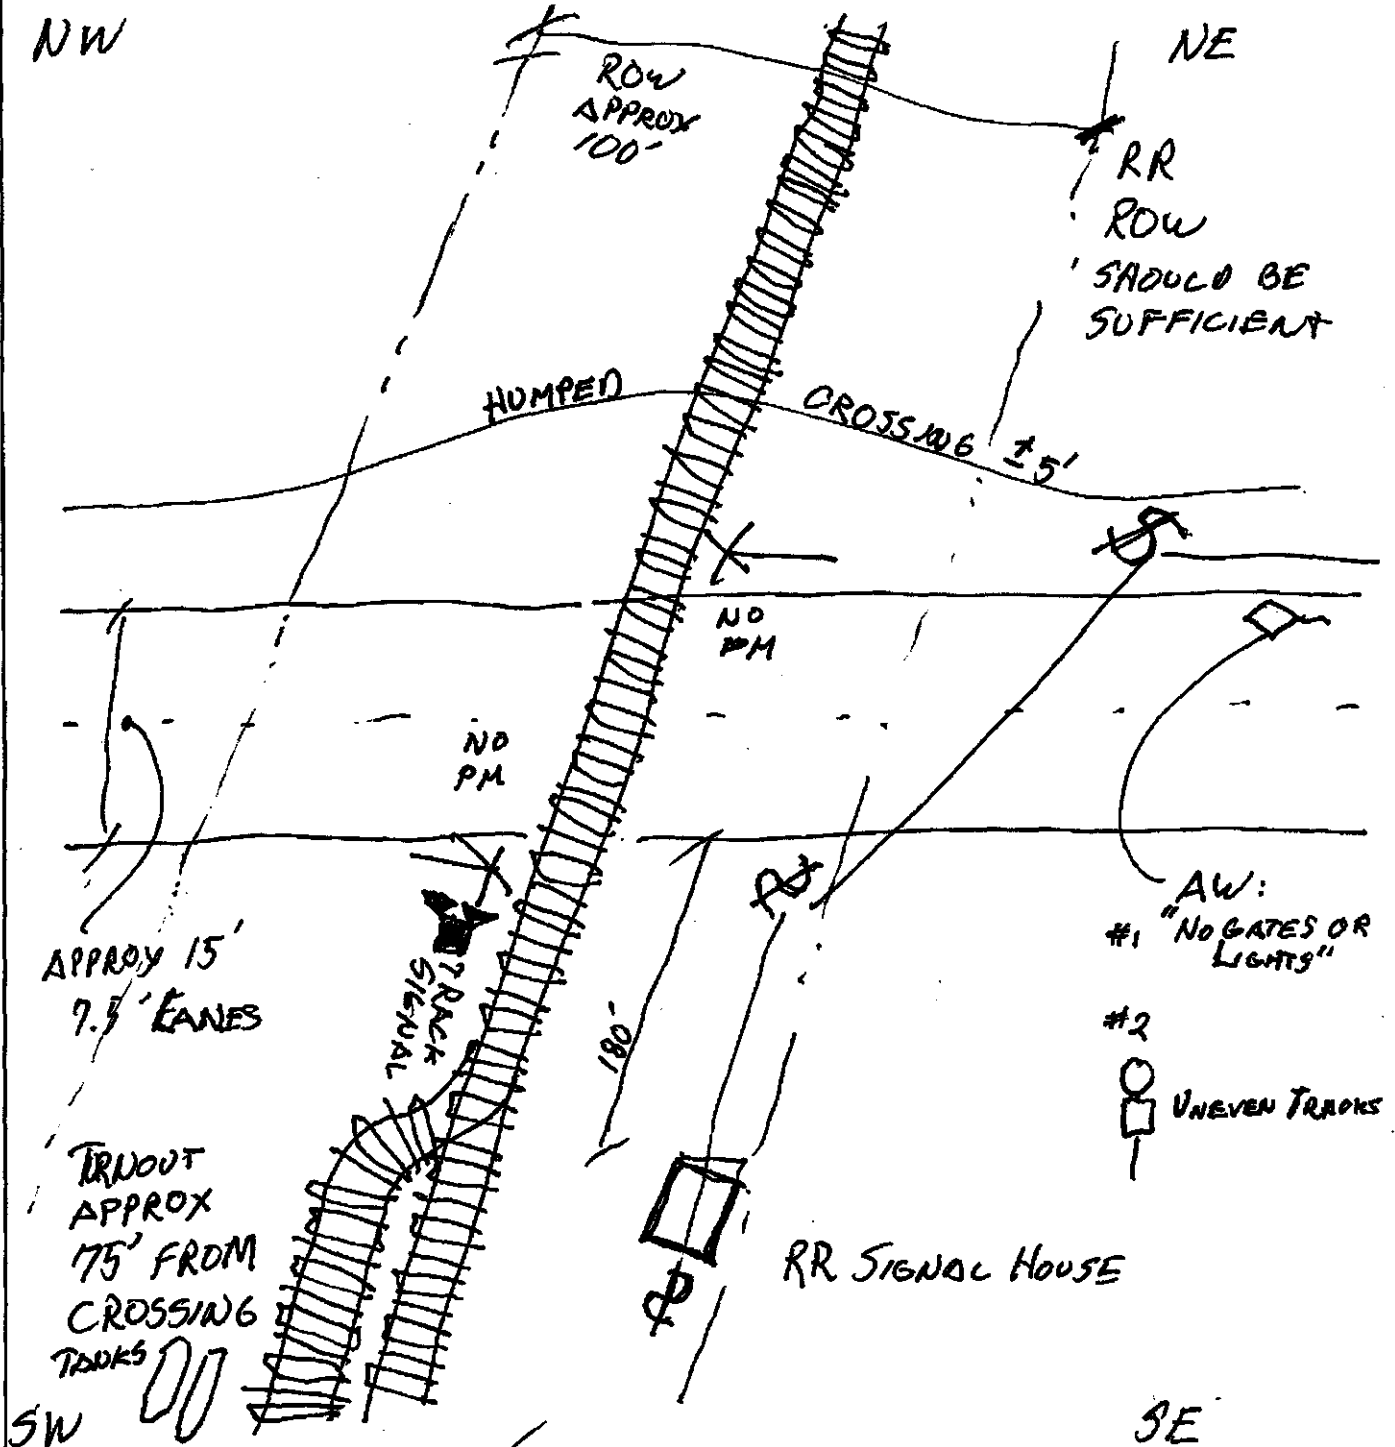 NW
NE
ROW
APPROX
100'
RR
ROW
SHOULD BE
SUFFICIENT
HUMPED CROSSING ±5'
NO
PM
NO
PM
APPROX 15'
7.5' LANES
TRACK
SIGNAL
180'
AW:
#1 "NO GATES OR
LIGHTS"
#2
UNEVEN TRACKS
TURNOUT
APPROX
75' FROM
CROSSING
TANKS
RR SIGNAL HOUSE
SW
SE